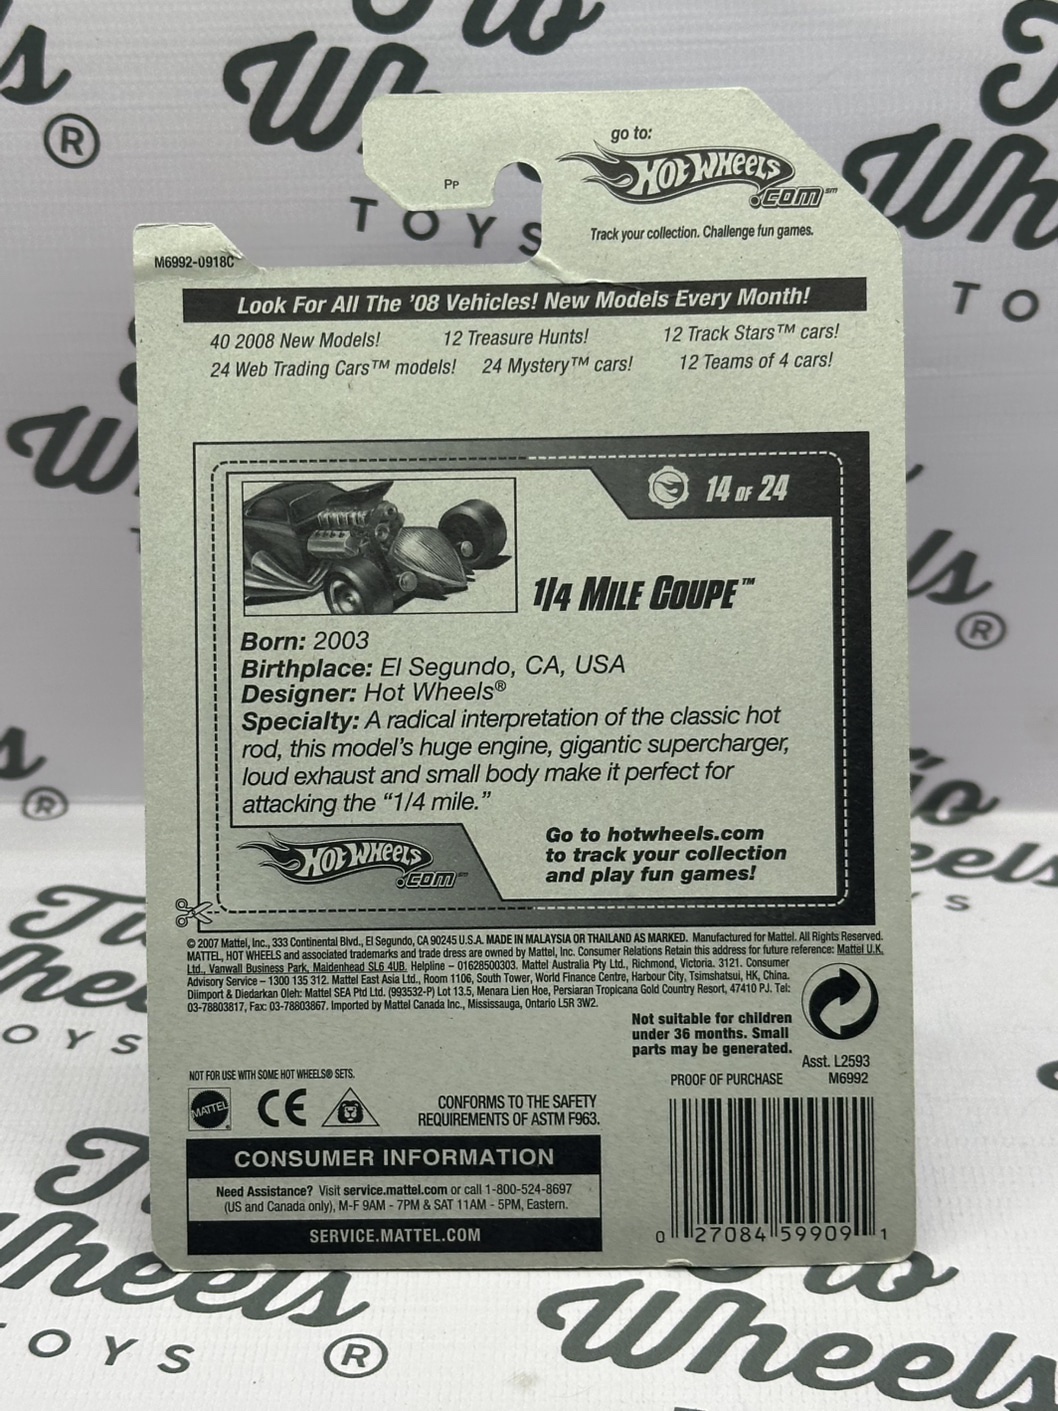 go to:
HOT WHEELS
.COM℠
Track your collection. Challenge fun games.
PP
M6992-0918C
Look For All The '08 Vehicles! New Models Every Month!
40 2008 New Models! 12 Treasure Hunts! 12 Track Stars™ cars!
24 Web Trading Cars™ models! 24 Mystery™ cars! 12 Teams of 4 cars!
14 OF 24
1/4 MILE COUPE™
Born: 2003
Birthplace: El Segundo, CA, USA
Designer: Hot Wheels®
Specialty: A radical interpretation of the classic hot
rod, this model's huge engine, gigantic supercharger,
loud exhaust and small body make it perfect for
attacking the “1/4 mile.”
HOT WHEELS
.COM℠
Go to hotwheels.com
to track your collection
and play fun games!
© 2007 Mattel, Inc., 333 Continental Blvd., El Segundo, CA 90245 U.S.A. MADE IN MALAYSIA OR THAILAND AS MARKED. Manufactured for Mattel. All Rights Reserved.
MATTEL, HOT WHEELS and associated trademarks and trade dress are owned by Mattel, Inc. Consumer Relations Retain this address for future reference: Mattel U.K.
Ltd., Vanwall Business Park, Maidenhead SL6 4UB. Helpline – 01628500303. Mattel Australia Pty Ltd., Richmond, Victoria. 3121. Consumer
Advisory Service – 1300 135 312. Mattel East Asia Ltd., Room 1106, South Tower, World Finance Centre, Harbour City, Tsimshatsui, HK, China.
Diimport & Diedarkan Oleh: Mattel SEA Ptd Ltd. (993532-P) Lot 13.5, Menara Lien Hoe, Persiaran Tropicana Gold Country Resort, 47410 PJ. Tel:
03-78803817, Fax: 03-78803867. Imported by Mattel Canada Inc., Mississauga, Ontario L5R 3W2.
Not suitable for children
under 36 months. Small
parts may be generated.
Asst. L2593
PROOF OF PURCHASE M6992
NOT FOR USE WITH SOME HOT WHEELS® SETS.
MATTEL
CE
CONFORMS TO THE SAFETY
REQUIREMENTS OF ASTM F963.
CONSUMER INFORMATION
Need Assistance? Visit service.mattel.com or call 1-800-524-8697
(US and Canada only), M-F 9AM - 7PM & SAT 11AM - 5PM, Eastern.
SERVICE.MATTEL.COM
0 27084 59909 1
TOYS
Wheels
TOYS ®
Wheels